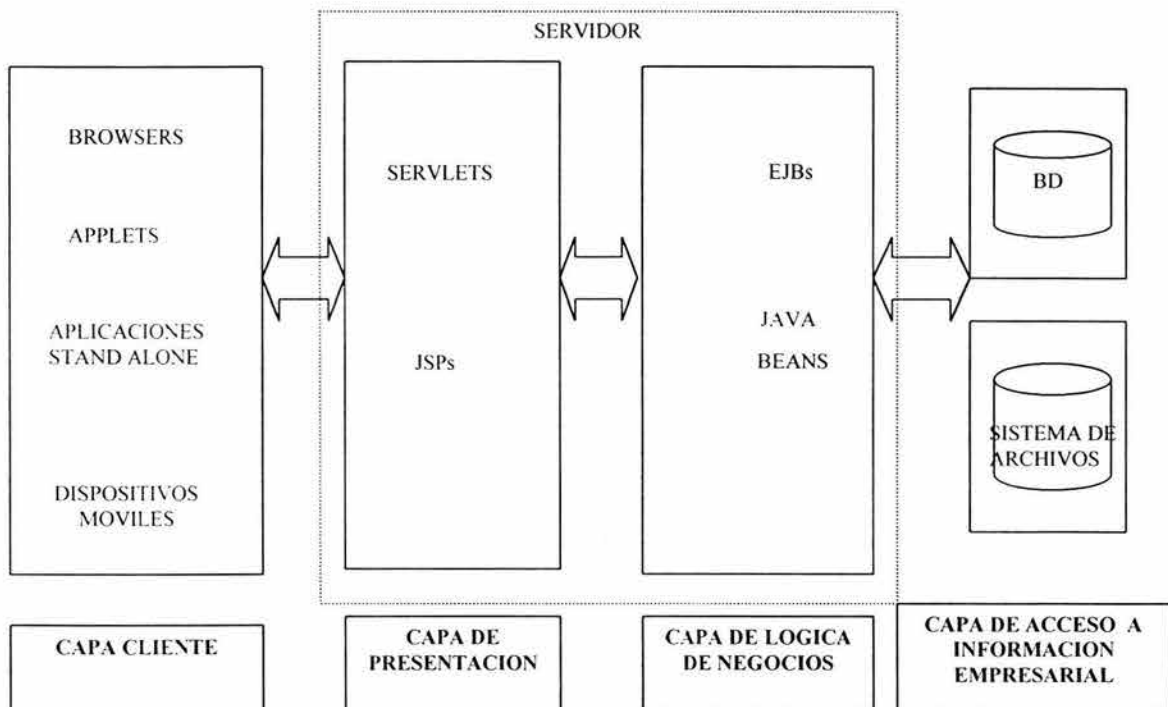 SERVIDOR
BROWSERS
APPLETS
APLICACIONES
STAND ALONE
DISPOSITIVOS
MOVILES
SERVLETS
JSPs
EJBs
JAVA
BEANS
BD
SISTEMA DE
ARCHIVOS
CAPA CLIENTE
CAPA DE
PRESENTACION
CAPA DE LOGICA
DE NEGOCIOS
CAPA DE ACCESO A
INFORMACION
EMPRESARIAL